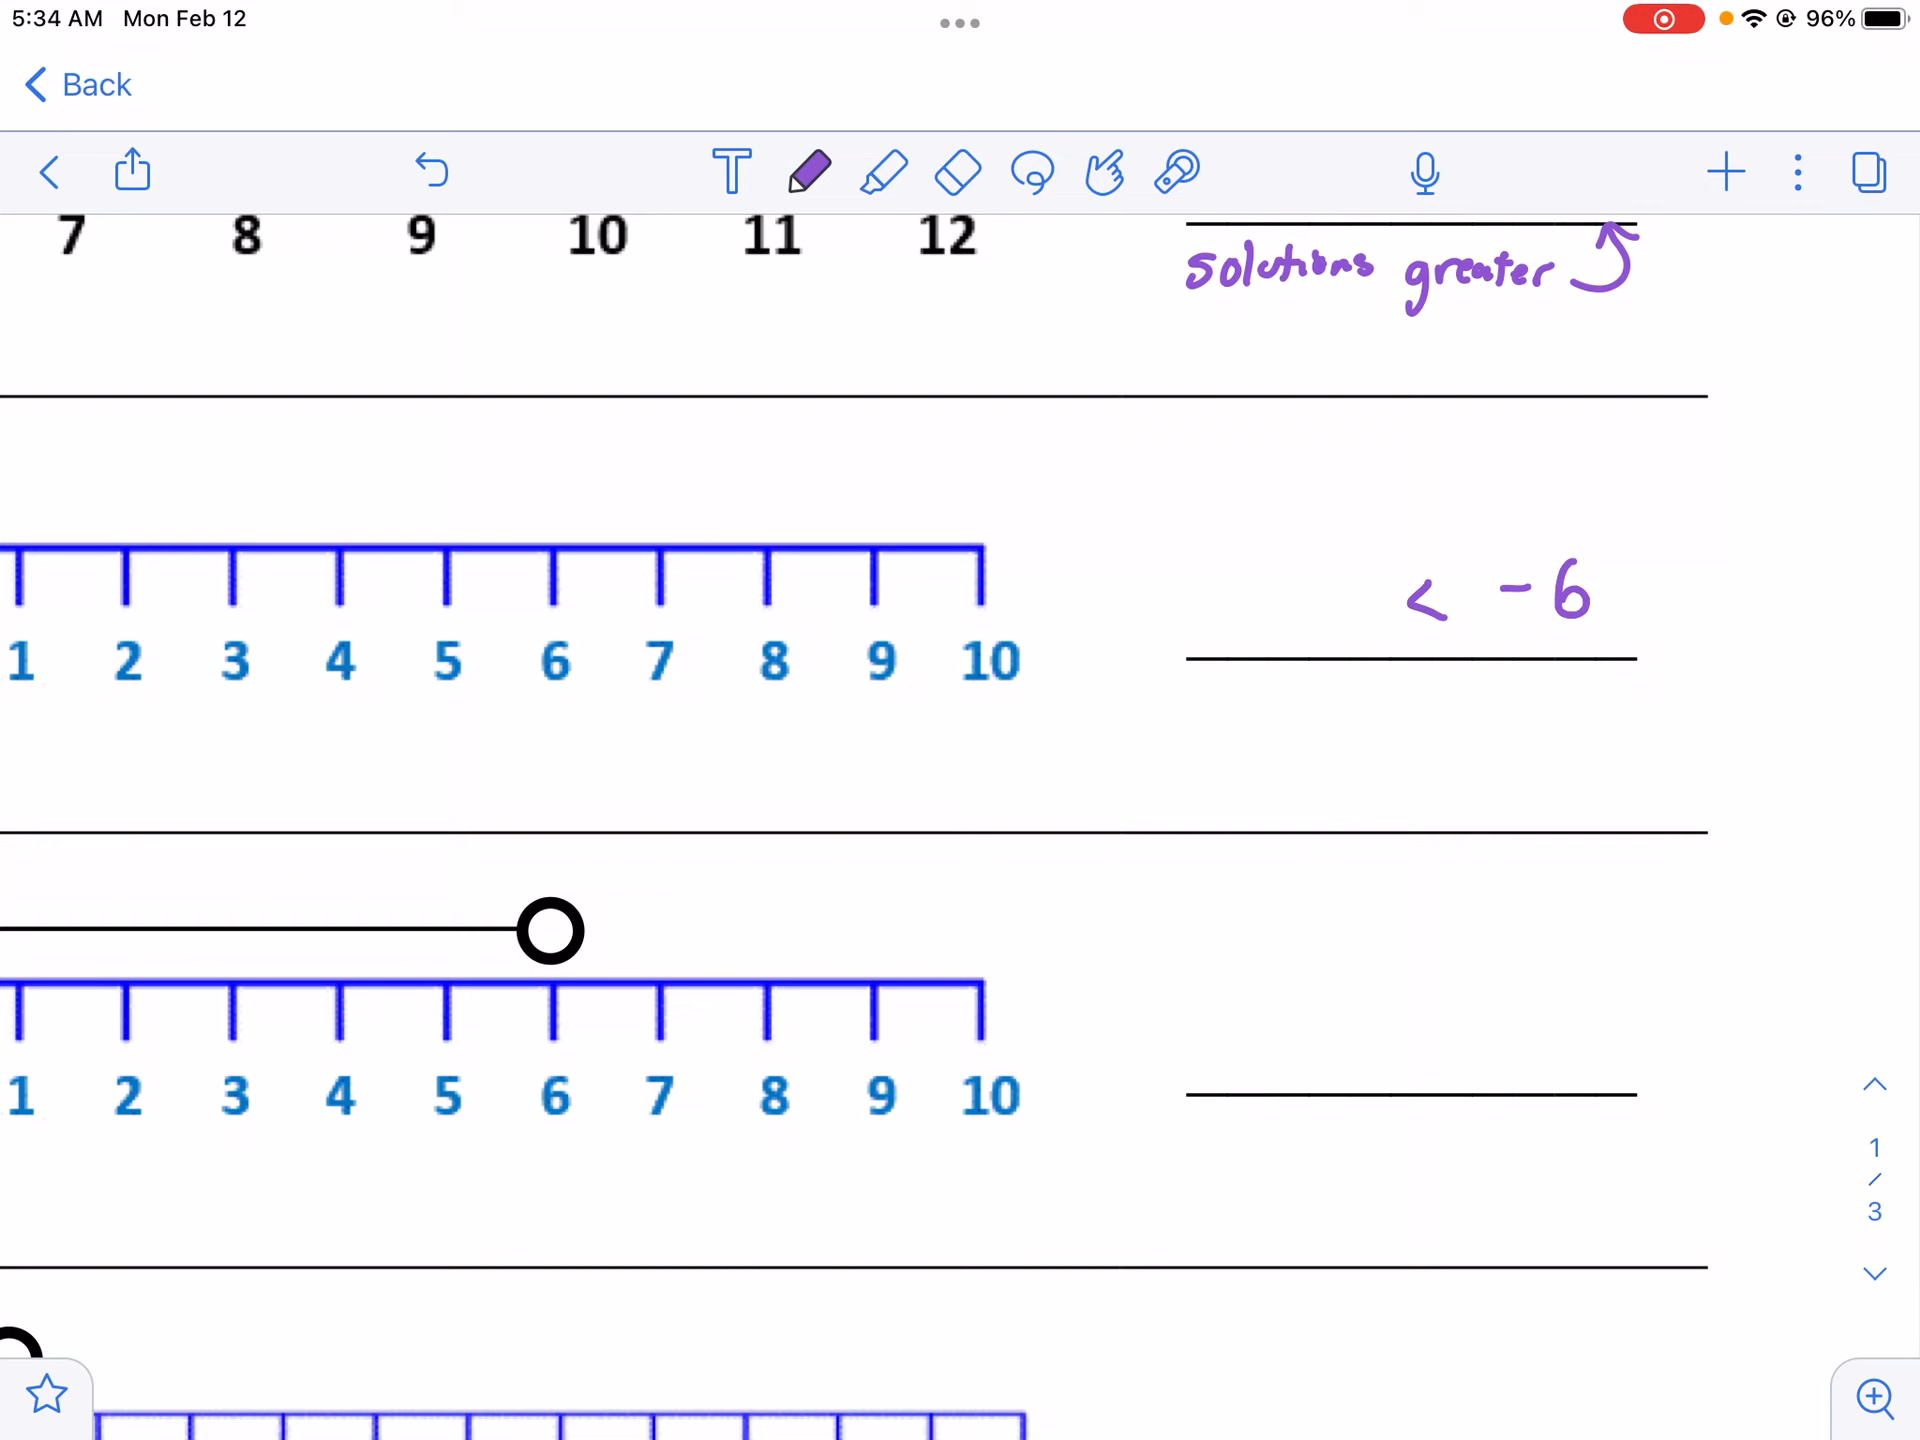 5:34 AM Mon Feb 12
96%
Back
7 8 9 10 11 12
solutions greater
< -6
1 2 3 4 5 6 7 8 9 10
1 2 3 4 5 6 7 8 9 10
1
/
3